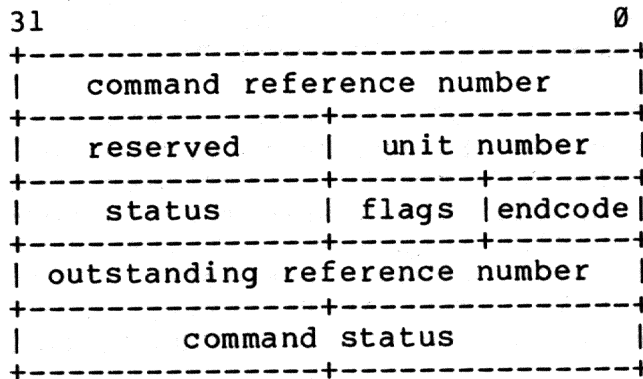 31 0
+-------------------------------+
| command reference number |
+---------------+---------------+
| reserved | unit number |
+---------------+-------+-------+
| status | flags |endcode|
+---------------+-------+-------+
| outstanding reference number |
+---------------+---------------+
| command status |
+---------------+---------------+